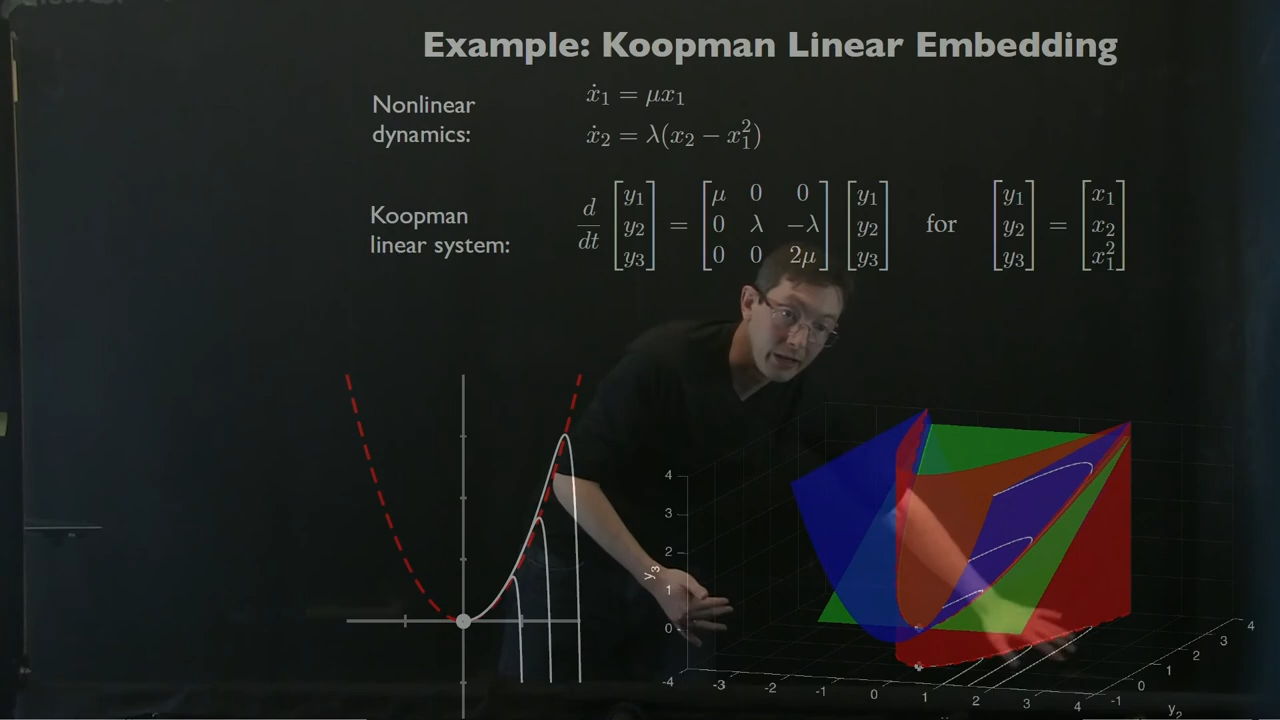 Example: Koopman Linear Embedding
Nonlinear
dynamics:
ẋ₁ = μx₁
ẋ₂ = λ(x₂ − x₁²)
Koopman
linear system:
d/dt [y₁ y₂ y₃] = [μ 0 0; 0 λ −λ; 0 0 2μ] [y₁ y₂ y₃] for [y₁ y₂ y₃] = [x₁ x₂ x₁²]
4
3
2
1
0
y₃
-4
-3
-2
-1
0
1
2
3
4
-1
0
1
2
3
4
y₂